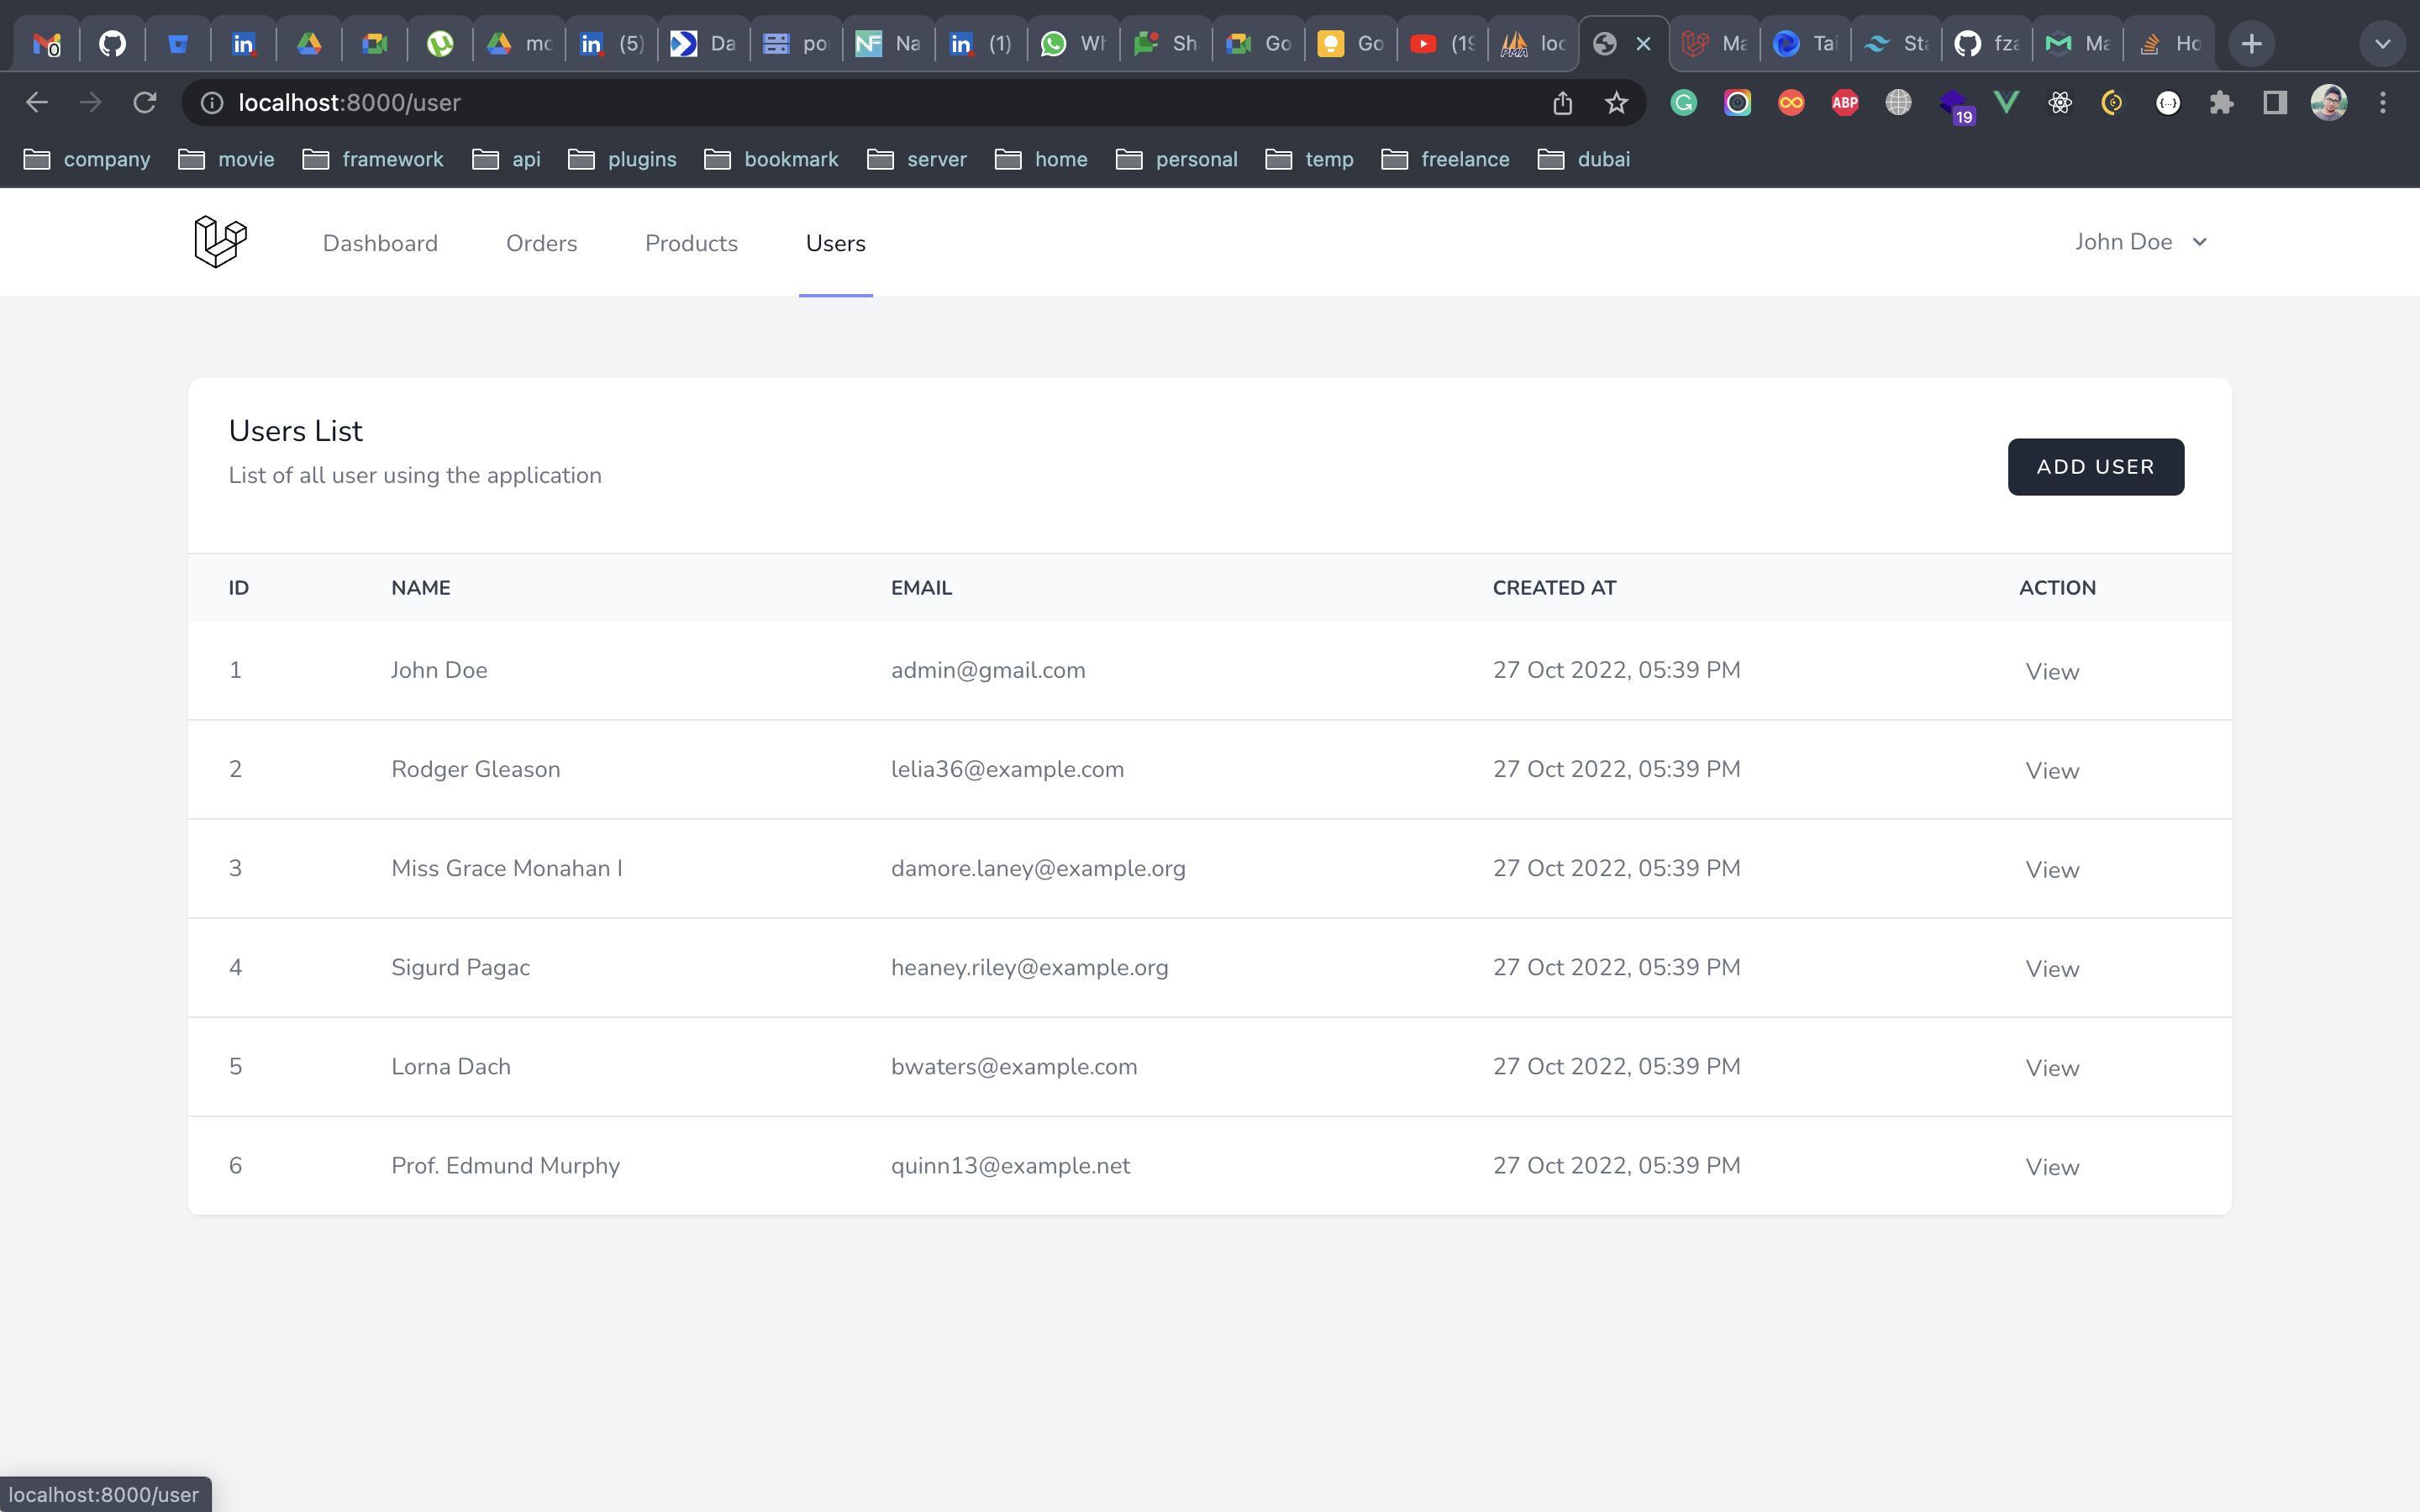 0 mc (5) Da po Na (1) Wh Sh Go Go (19 loc Ma Tai Sta fza Ma Ho
localhost:8000/user ABP 19
company movie framework api plugins bookmark server home personal temp freelance dubai
Dashboard Orders Products Users John Doe
Users List
List of all user using the application
ADD USER
ID NAME EMAIL CREATED AT ACTION
1 John Doe admin@gmail.com 27 Oct 2022, 05:39 PM View
2 Rodger Gleason lelia36@example.com 27 Oct 2022, 05:39 PM View
3 Miss Grace Monahan I damore.laney@example.org 27 Oct 2022, 05:39 PM View
4 Sigurd Pagac heaney.riley@example.org 27 Oct 2022, 05:39 PM View
5 Lorna Dach bwaters@example.com 27 Oct 2022, 05:39 PM View
6 Prof. Edmund Murphy quinn13@example.net 27 Oct 2022, 05:39 PM View
localhost:8000/user